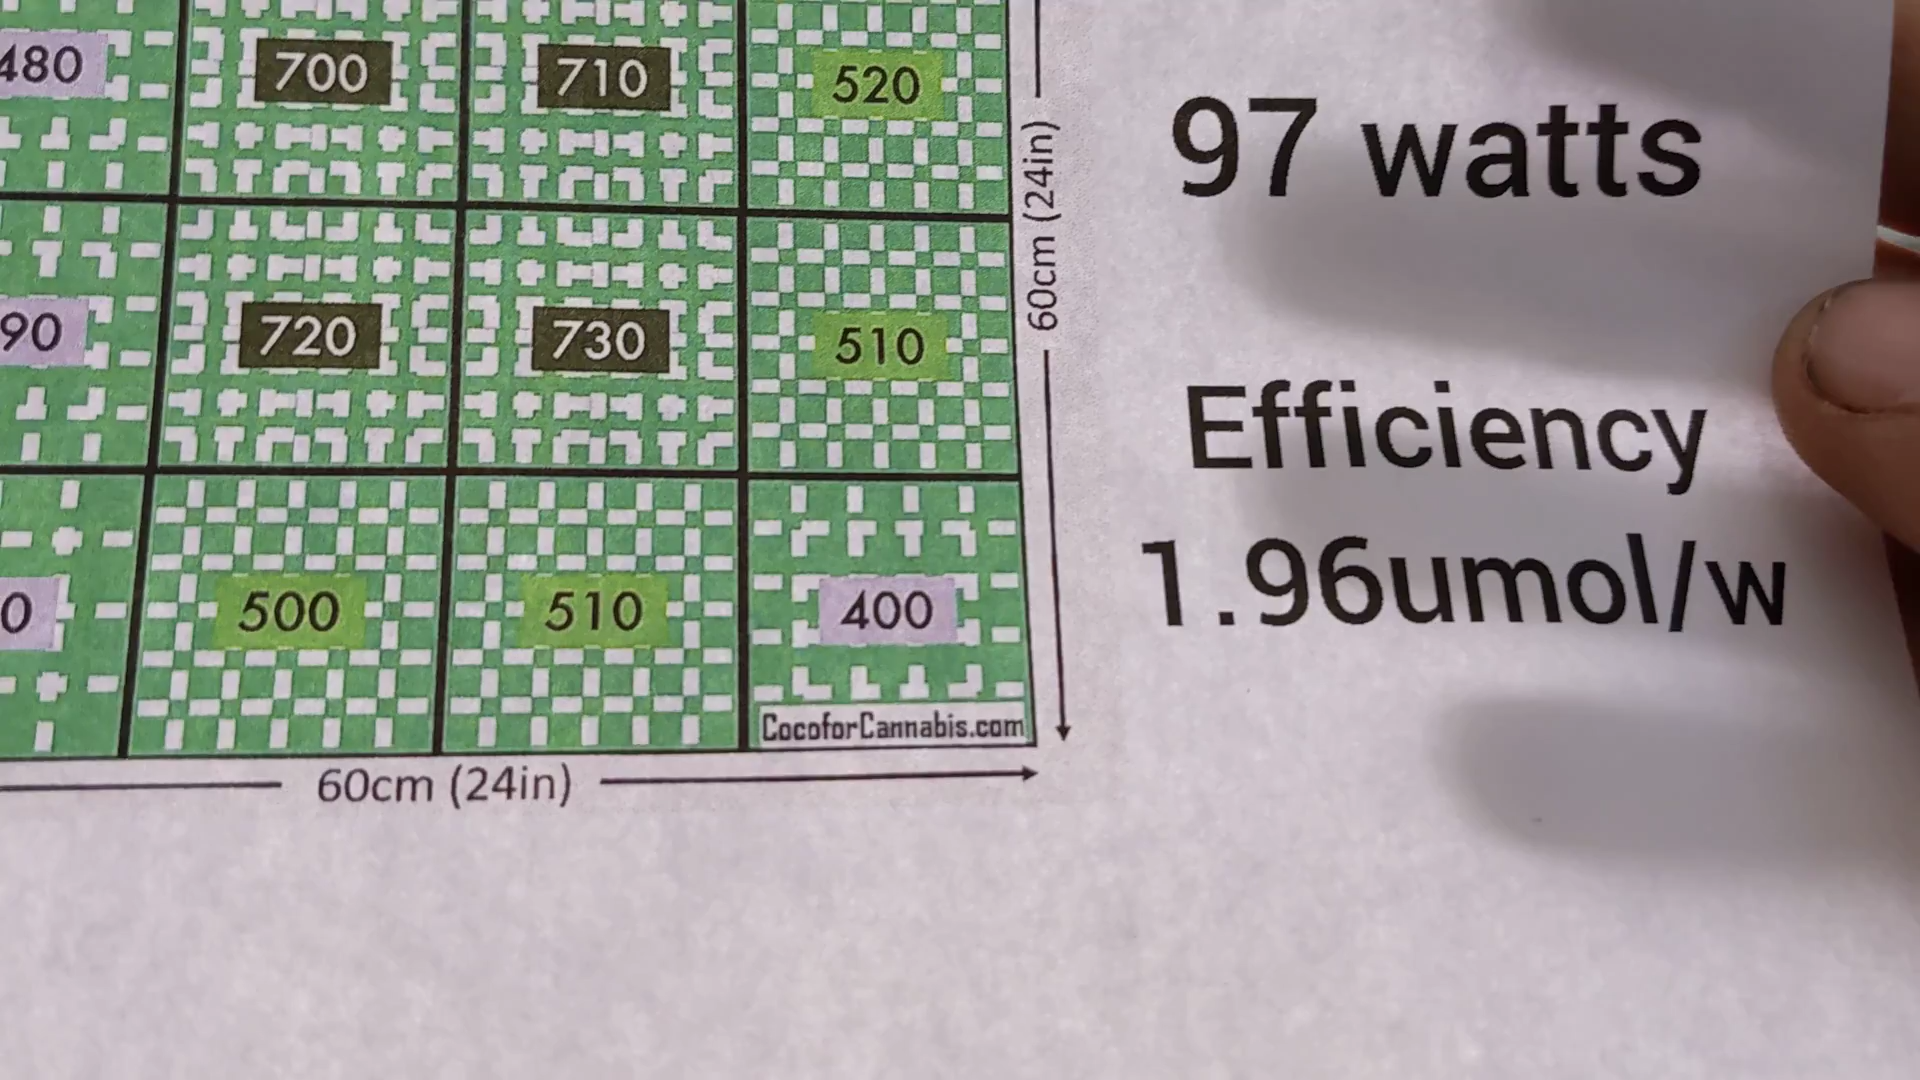 480 700 710 520
97 watts
60cm (24in)
90 720 730 510
Efficiency
1.96umol/w
0 500 510 400
CocoforCannabis.com
60cm (24in)